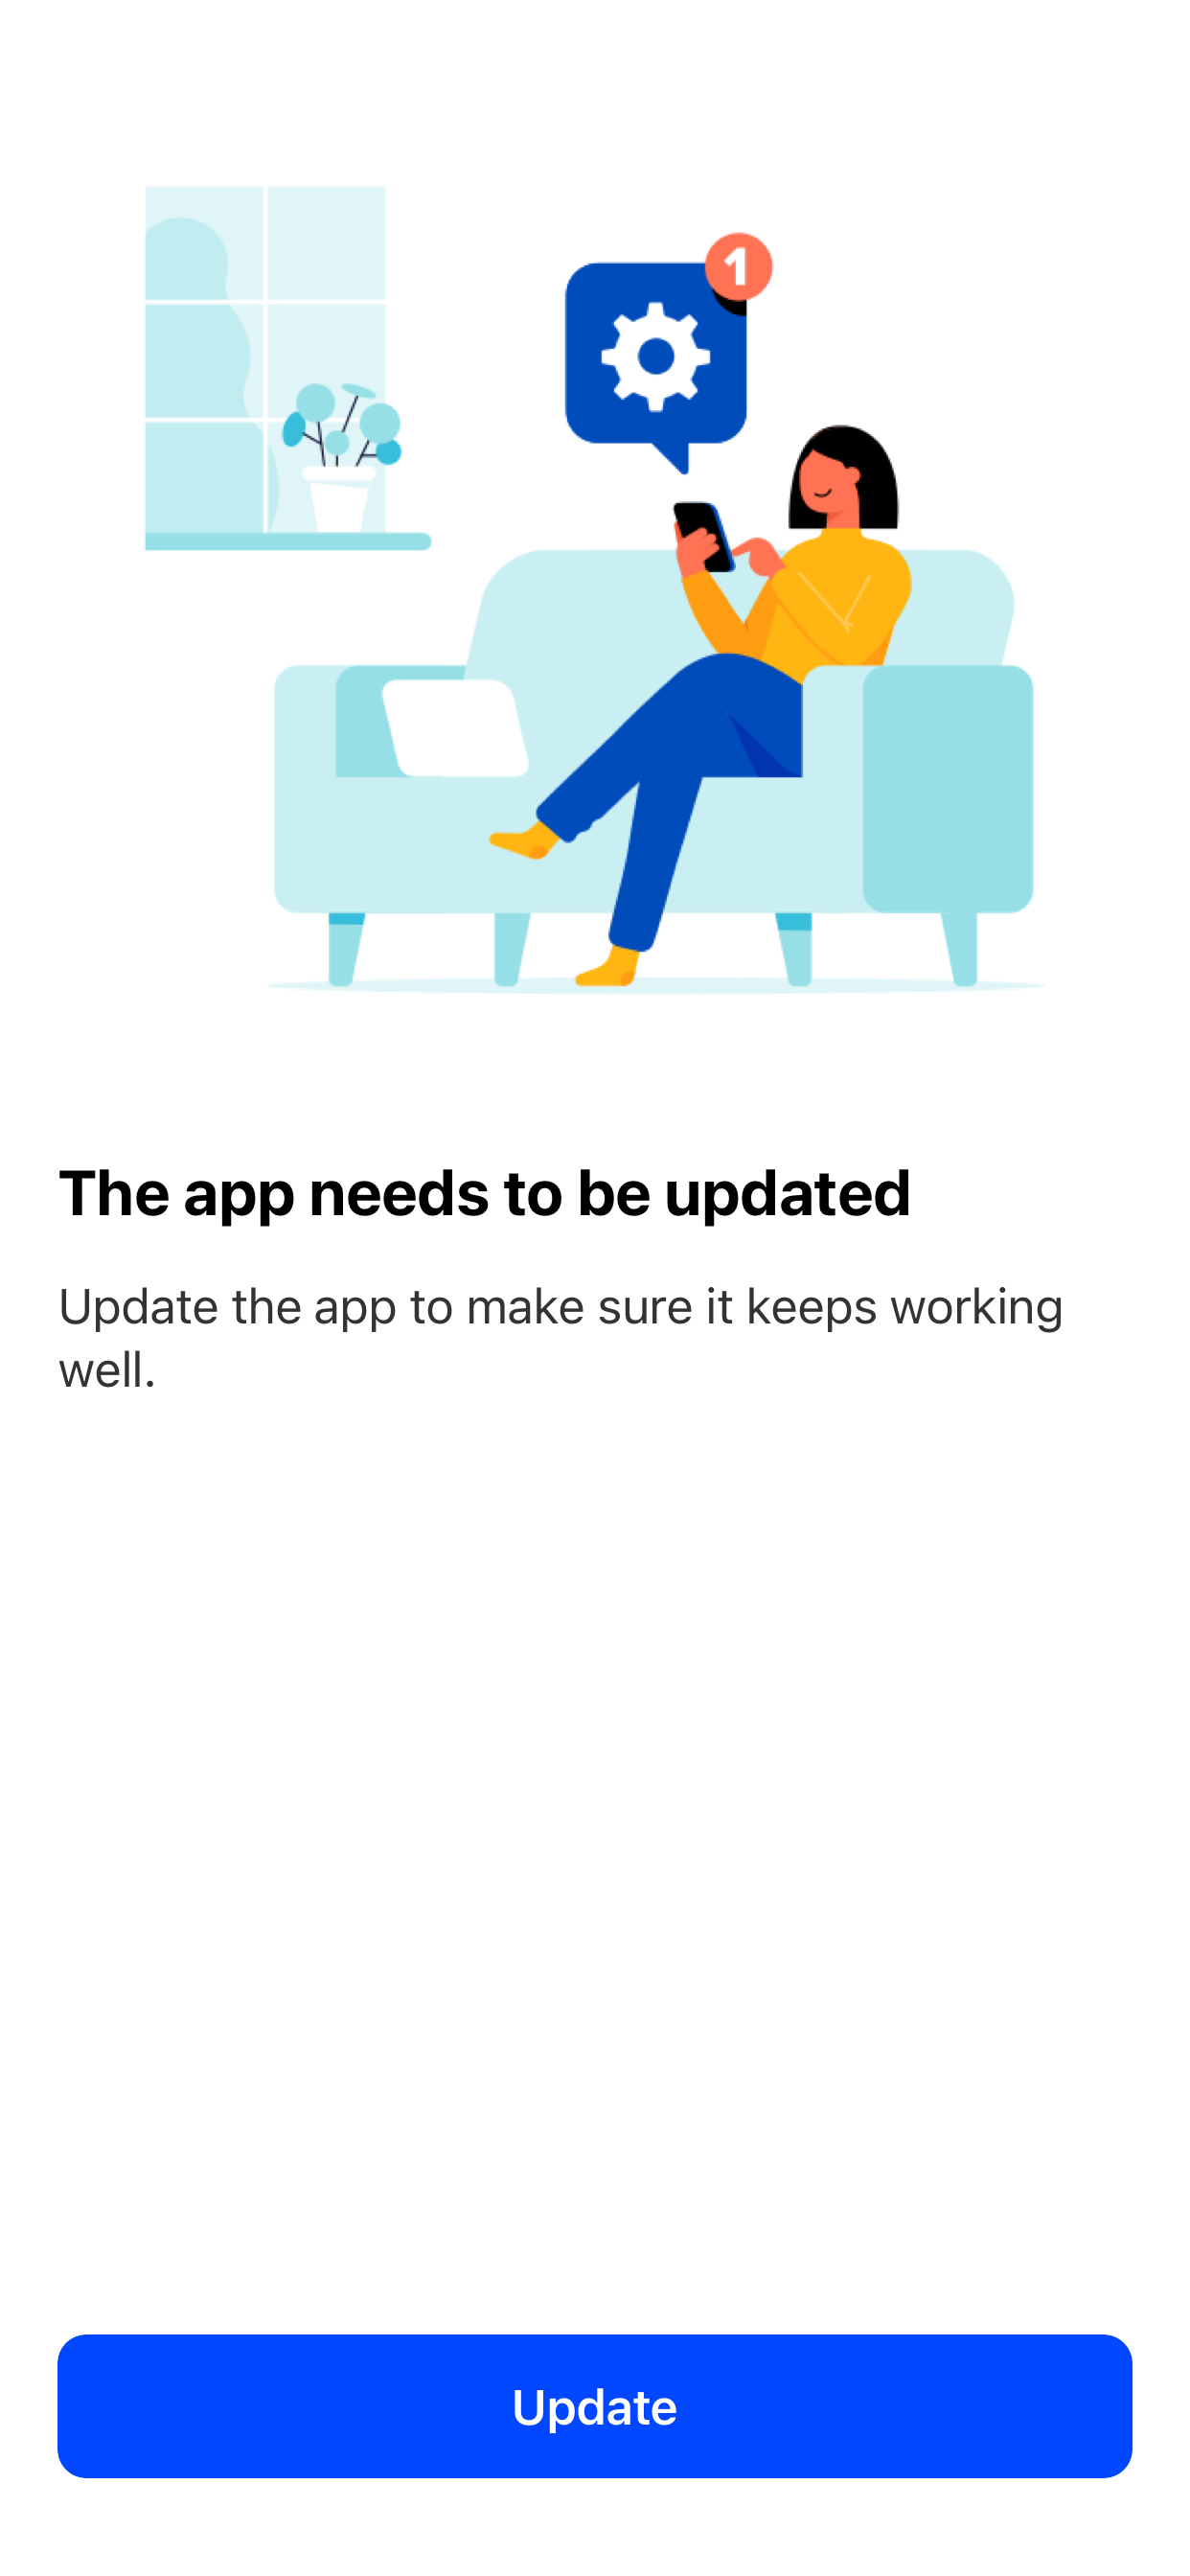 1
The app needs to be updated
Update the app to make sure it keeps working
well.
Update